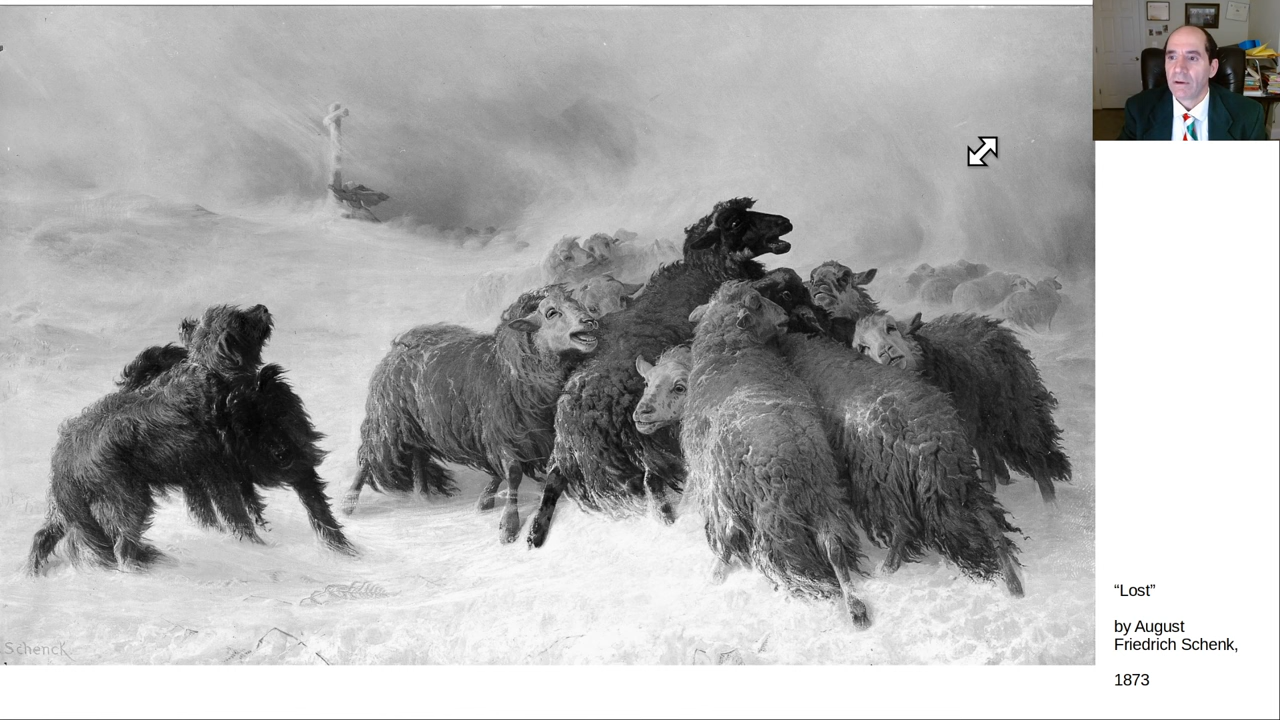 Schenck
“Lost”
by August
Friedrich Schenk,
1873